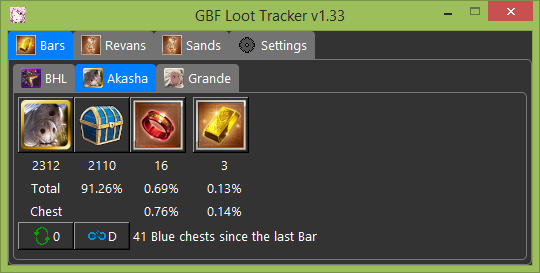 GBF Loot Tracker v1.33
Bars Revans Sands Settings
BHL Akasha Grande
2312 2110 16 3
Total 91.26% 0.69% 0.13%
Chest 0.76% 0.14%
0 D 41 Blue chests since the last Bar